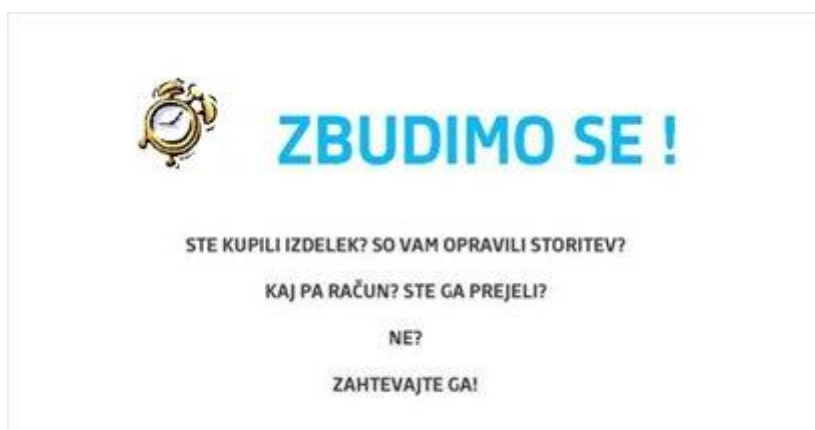 ZBUDIMO SE !
STE KUPILI IZDELEK? SO VAM OPRAVILI STORITEV?
KAJ PA RAČUN? STE GA PREJELI?
NE?
ZAHTEVAJTE GA!